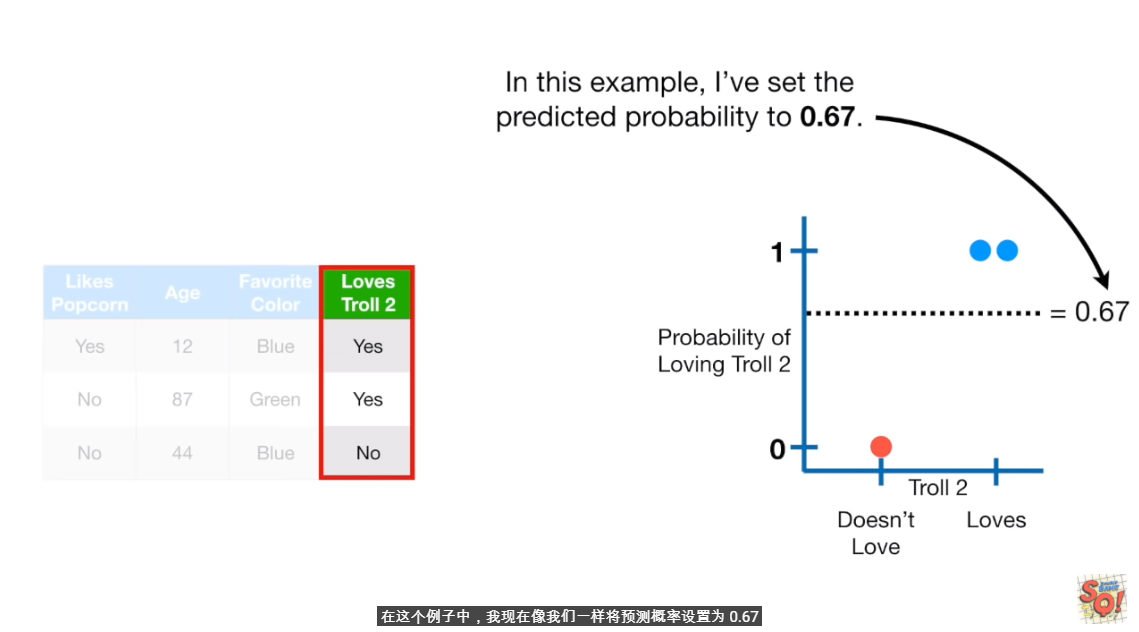 In this example, I've set the
predicted probability to 0.67.
Likes Popcorn Age Favorite Color Loves Troll 2
Yes 12 Blue Yes
No 87 Green Yes
No 44 Blue No
1
= 0.67
Probability of
Loving Troll 2
0
Troll 2
Doesn't Love
Loves
SQ!
在这个例子中，我现在像我们一样将预测概率设置为 0.67